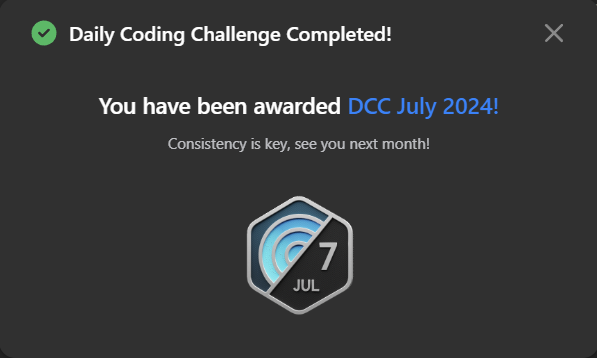 Daily Coding Challenge Completed!
You have been awarded DCC July 2024!
Consistency is key, see you next month!
7
JUL